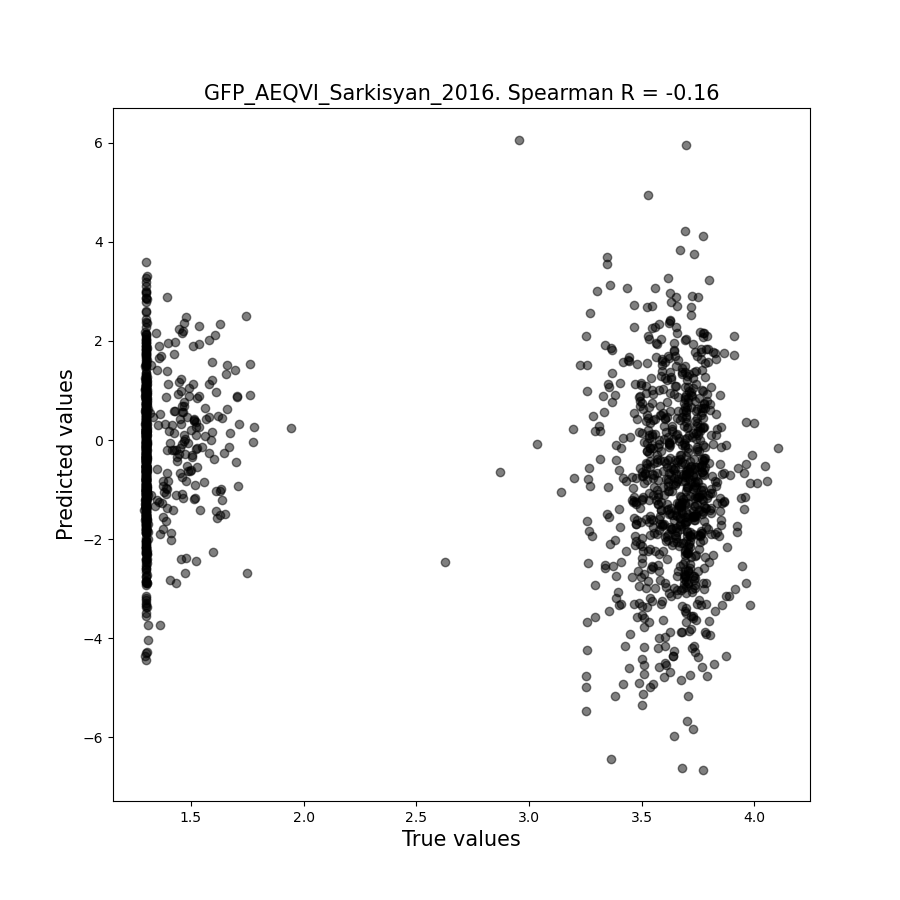 GFP_AEQVI_Sarkisyan_2016. Spearman R = -0.16
6
4
2
0
−2
−4
−6
Predicted values
1.5 2.0 2.5 3.0 3.5 4.0
True values